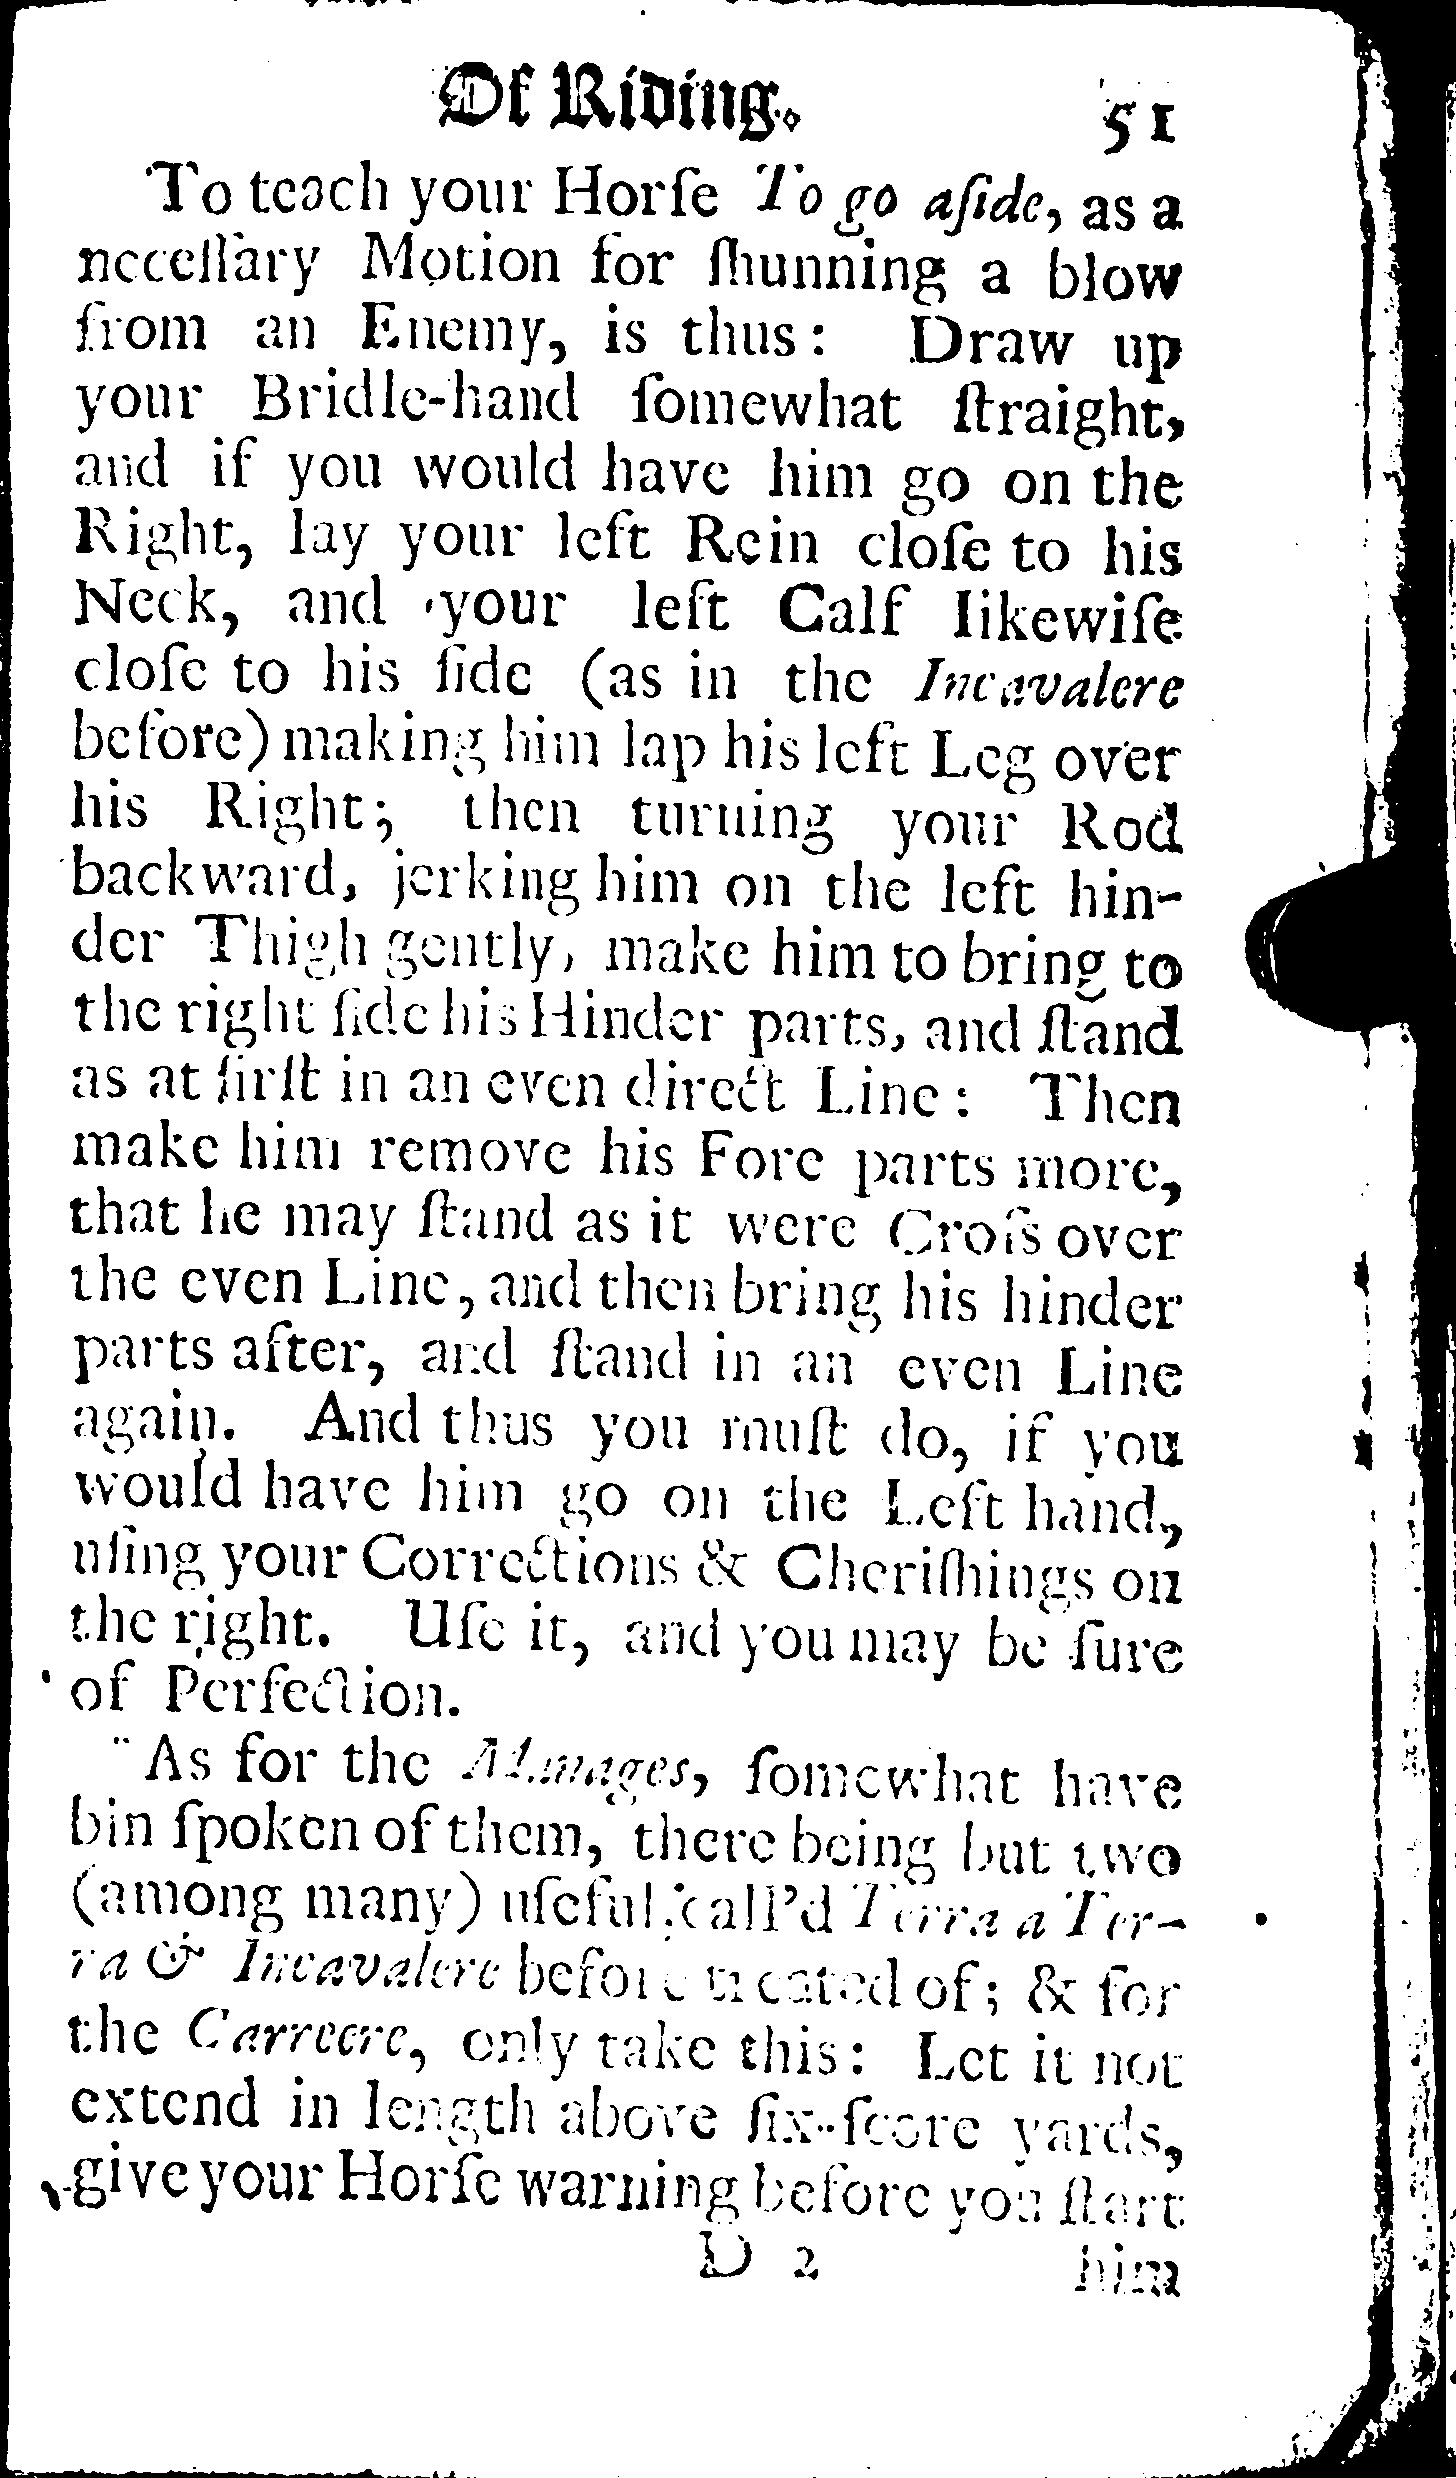 Of Riding. 51
To teach your Horſe To go aſide, as a
neceſſary Motion for ſhunning a blow
from an Enemy, is thus: Draw up
your Bridle-hand ſomewhat ſtraight,
and if you would have him go on the
Right, lay your left Rein cloſe to his
Neck, and your left Calf likewiſe
cloſe to his ſide (as in the Incavalere
before) making him lap his left Leg over
his Right; then turning your Rod
backward, jerking him on the left hin-
der Thigh gently, make him to bring to
the right ſide his Hinder parts, and ſtand
as at firſt in an even direct Line: Then
make him remove his Fore parts more,
that he may ſtand as it were Croſs over
the even Line, and then bring his hinder
parts after, and ſtand in an even Line
again. And thus you muſt do, if you
would have him go on the Left hand,
uſing your Corrections & Cheriſhings on
the right. Uſe it, and you may be ſure
of Perfection.
As for the Manages, ſomewhat have
bin ſpoken of them, there being but two
(among many) uſeful, call'd Terra a Ter-
ra & Incavalere before treated of; & for
the Carreere, only take this: Let it not
extend in length above ſix-ſcore yards,
give your Horſe warning before you ſtart
D 2 him